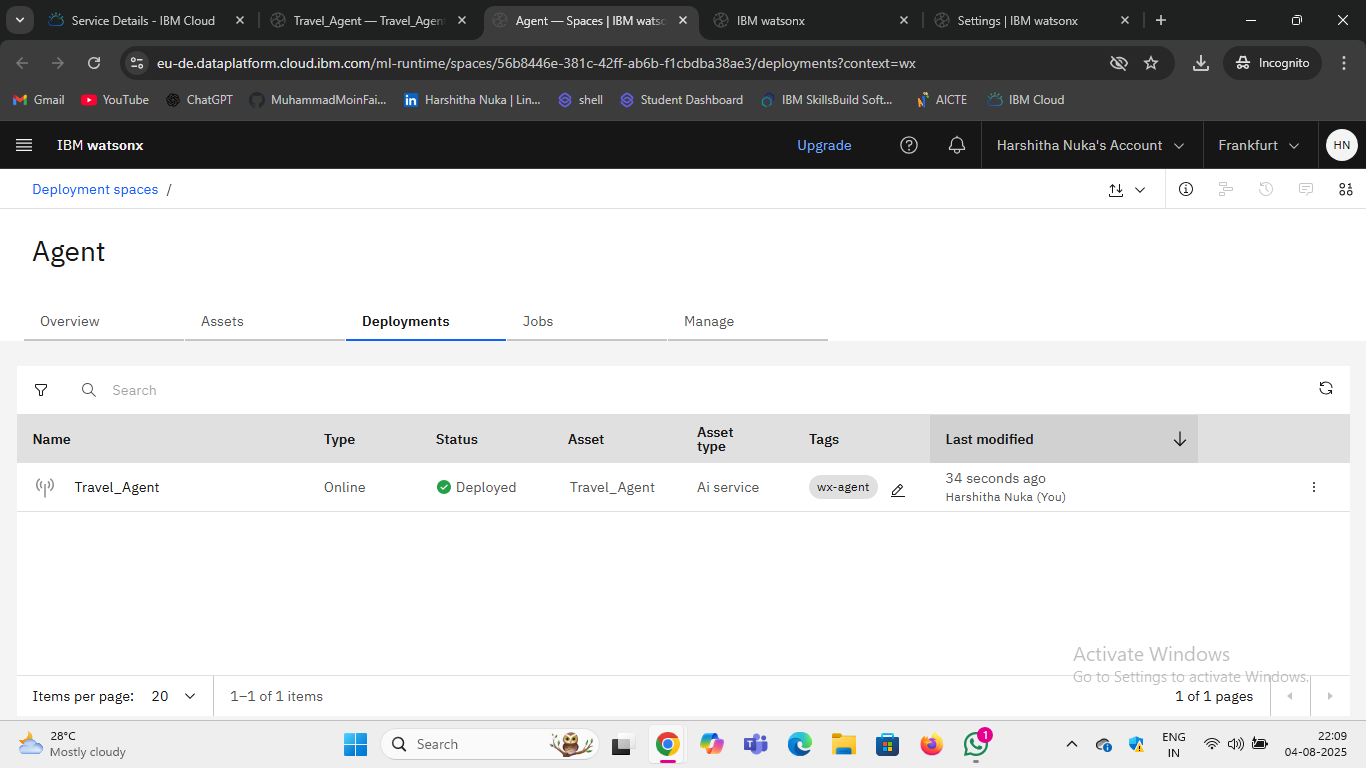 Service Details - IBM Cloud
Travel_Agent — Travel_Agen
Agent — Spaces | IBM wats
IBM watsonx
Settings | IBM watsonx
eu-de.dataplatform.cloud.ibm.com/ml-runtime/spaces/56b8446e-381c-42ff-ab6b-f1cbdba38ae3/deployments?context=wx
Incognito
Gmail
YouTube
ChatGPT
MuhammadMoinFai...
Harshitha Nuka | Lin...
shell
Student Dashboard
IBM SkillsBuild Soft...
AICTE
IBM Cloud
IBM watsonx
Upgrade
Harshitha Nuka's Account
Frankfurt
HN
Deployment spaces /
Agent
Overview
Assets
Deployments
Jobs
Manage
Search
Name
Type
Status
Asset
Asset type
Tags
Last modified
Travel_Agent
Online
Deployed
Travel_Agent
Ai service
wx-agent
34 seconds ago
Harshitha Nuka (You)
Activate Windows
Go to Settings to activate Windows.
Items per page: 20
1–1 of 1 items
1 of 1 pages
28°C
Mostly cloudy
Search
1
ENG
IN
22:09
04-08-2025